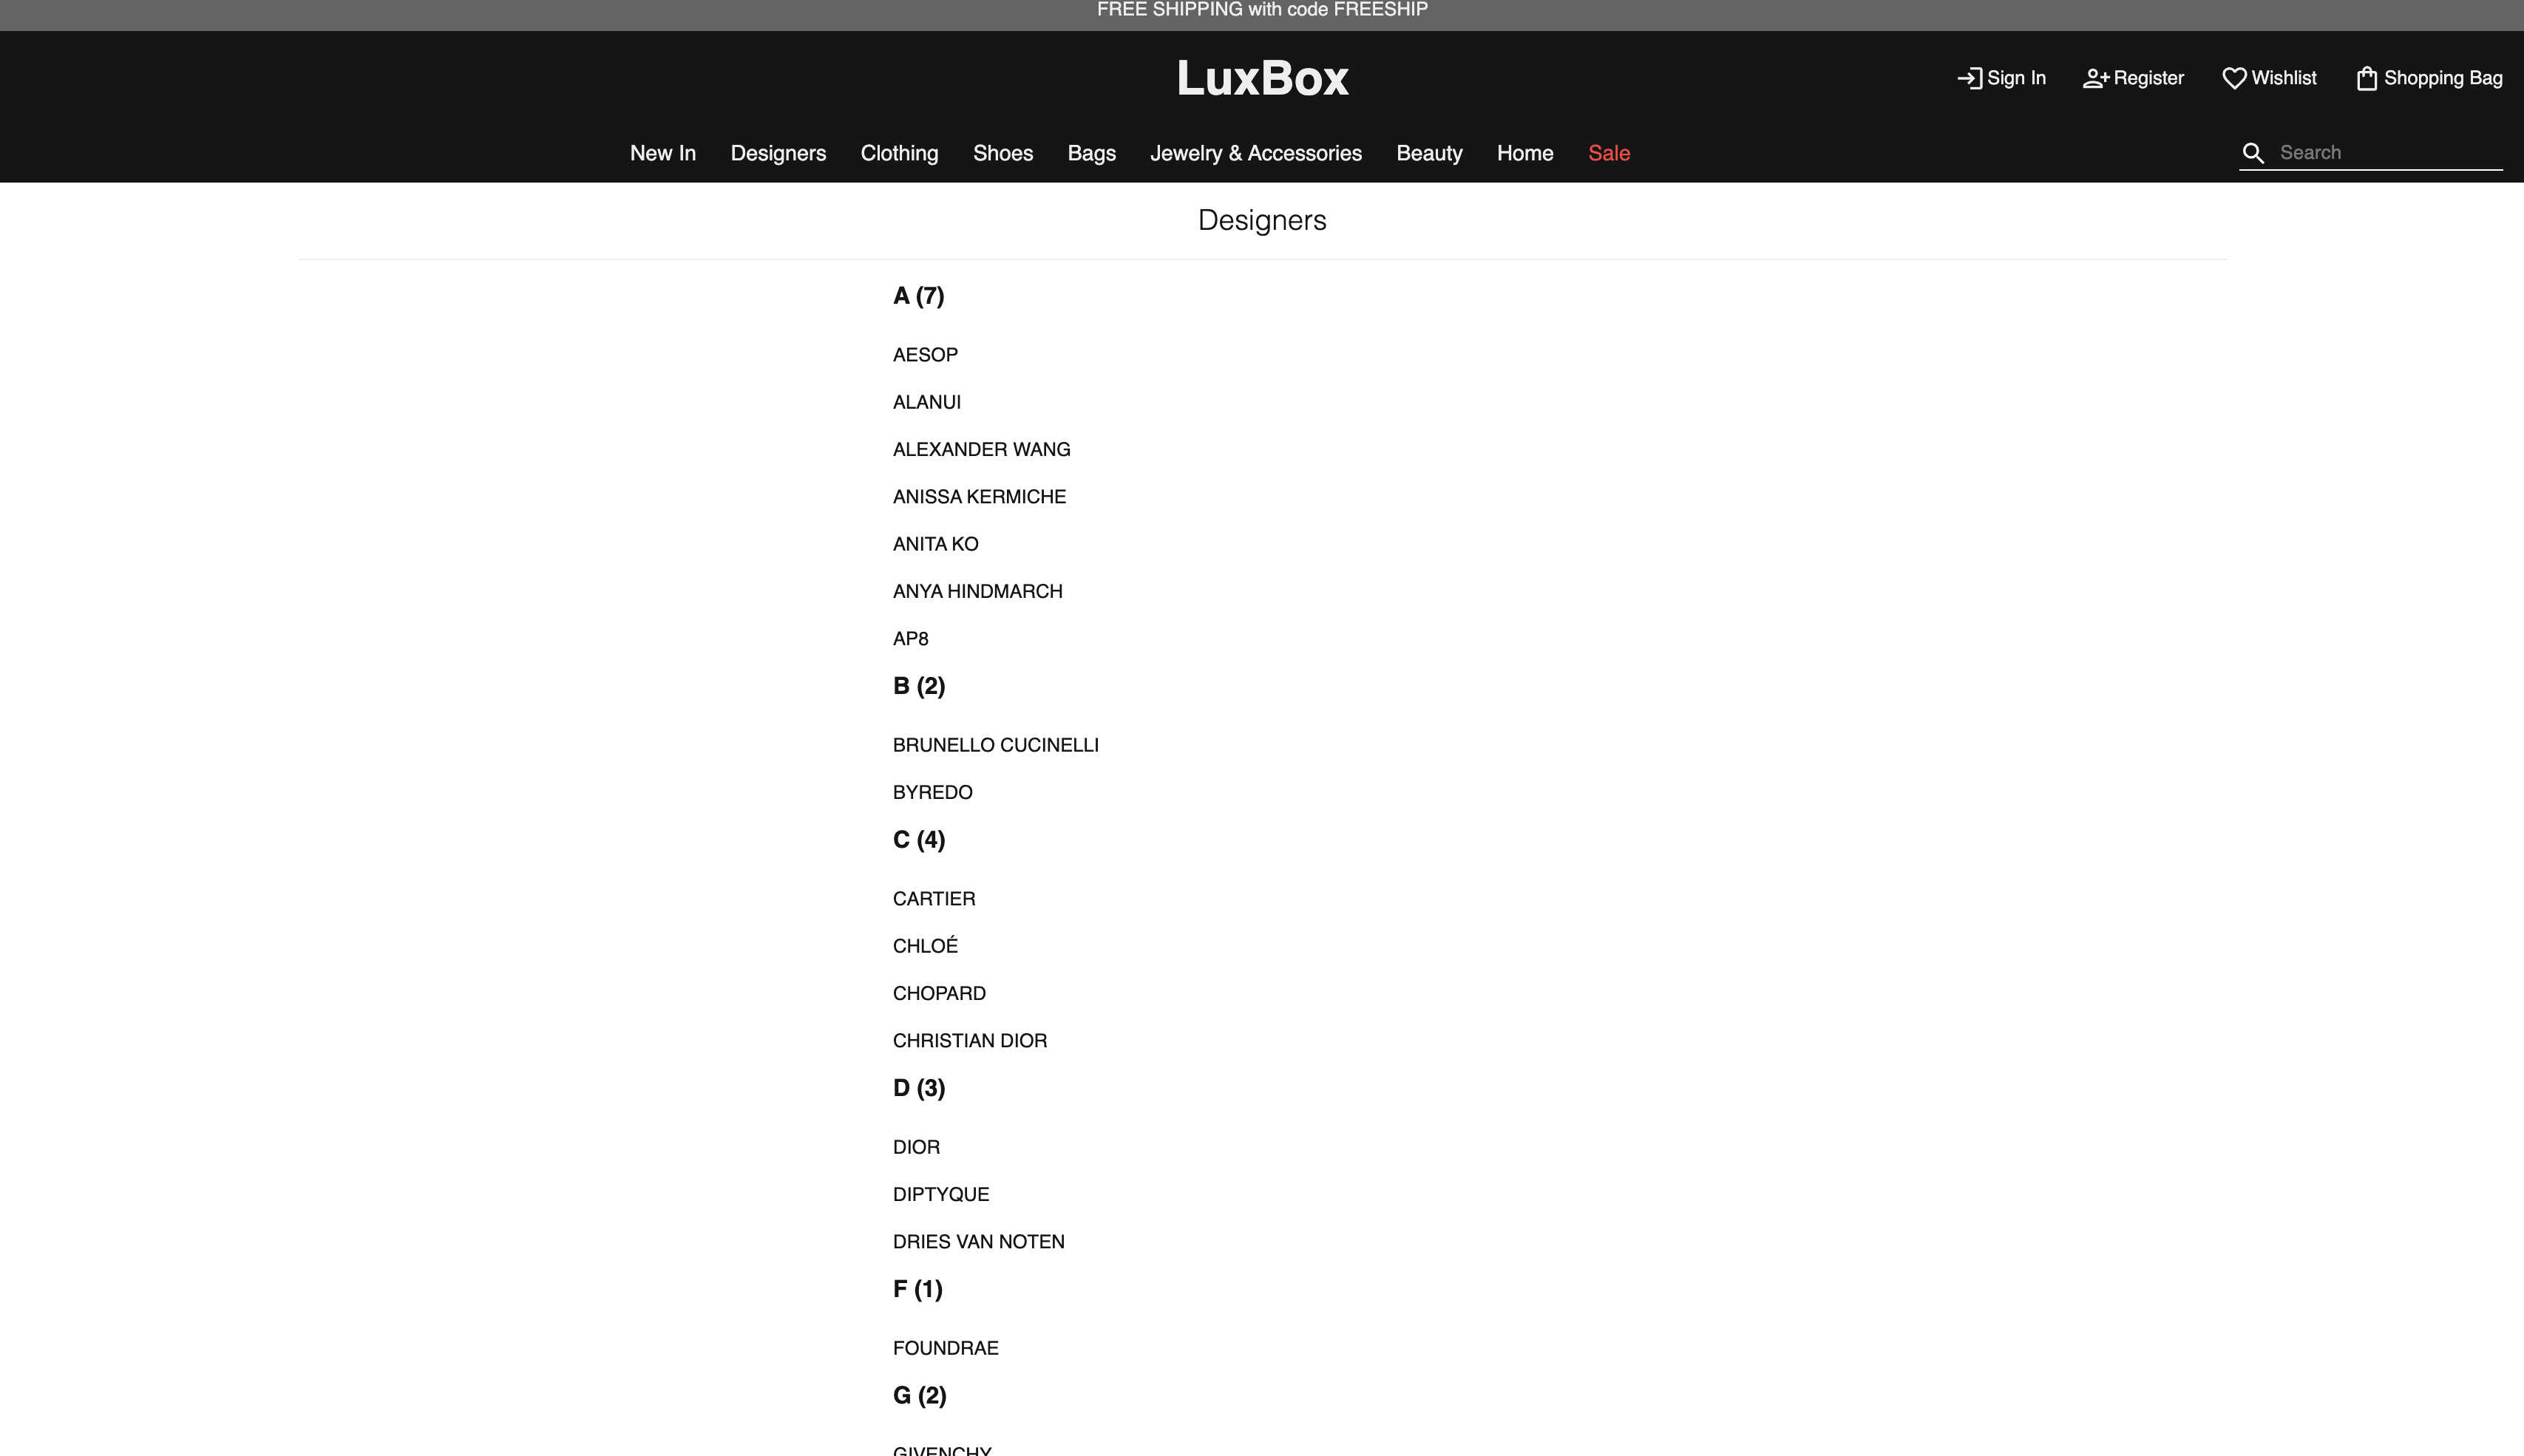 FREE SHIPPING with code FREESHIP
LuxBox
Sign In Register Wishlist Shopping Bag
New In Designers Clothing Shoes Bags Jewelry & Accessories Beauty Home Sale Search
Designers
A (7)
AESOP
ALANUI
ALEXANDER WANG
ANISSA KERMICHE
ANITA KO
ANYA HINDMARCH
AP8
B (2)
BRUNELLO CUCINELLI
BYREDO
C (4)
CARTIER
CHLOÉ
CHOPARD
CHRISTIAN DIOR
D (3)
DIOR
DIPTYQUE
DRIES VAN NOTEN
F (1)
FOUNDRAE
G (2)
GIVENCHY